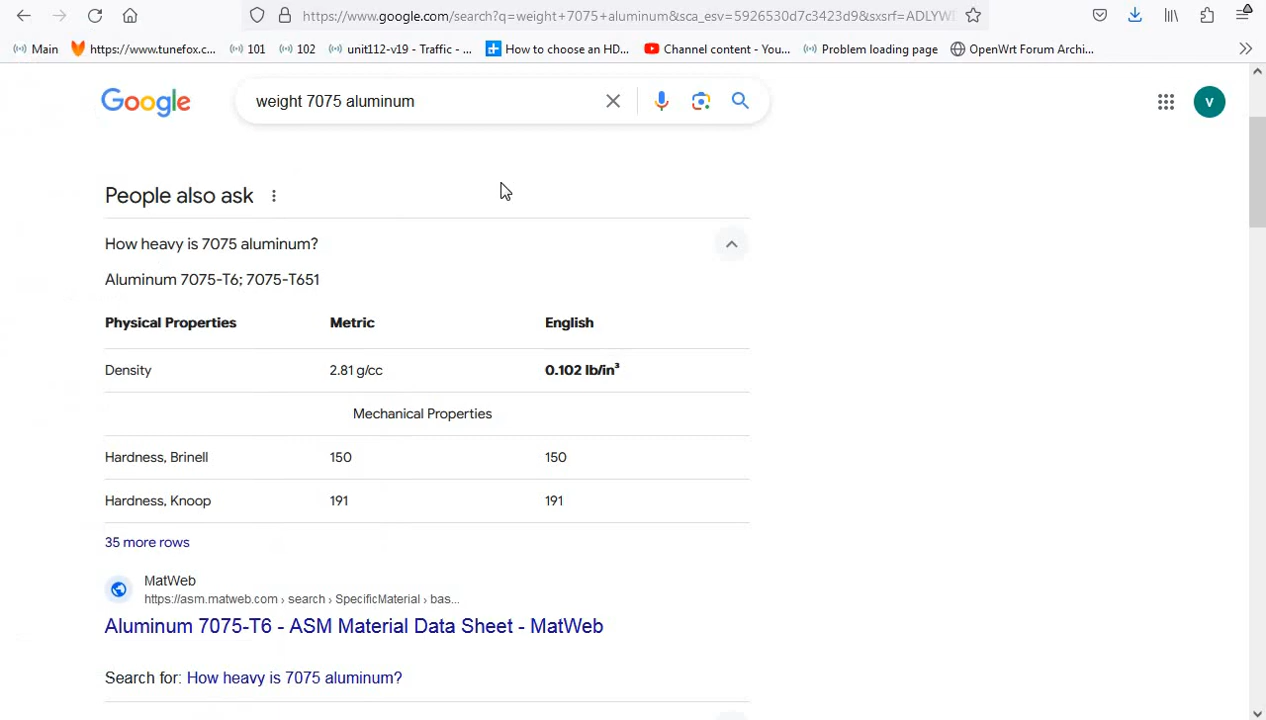 https://www.google.com/search?q=weight+7075+aluminum&sca_esv=5926530d7c3423d9&sxsrf=ADLYW
Main https://www.tunefox.c... 101 102 unit112-v19 - Traffic - ... How to choose an HD... Channel content - You... Problem loading page OpenWrt Forum Archi...
Google weight 7075 aluminum V
People also ask
How heavy is 7075 aluminum?
Aluminum 7075-T6; 7075-T651
Physical Properties Metric English
Density 2.81 g/cc 0.102 lb/in³
Mechanical Properties
Hardness, Brinell 150 150
Hardness, Knoop 191 191
35 more rows
MatWeb
https://asm.matweb.com › search › SpecificMaterial › bas...
Aluminum 7075-T6 - ASM Material Data Sheet - MatWeb
Search for: How heavy is 7075 aluminum?